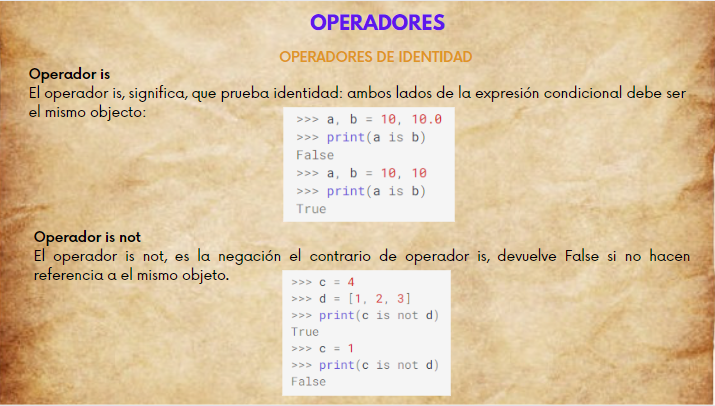 OPERADORES
OPERADORES DE IDENTIDAD
Operador is
El operador is, significa, que prueba identidad: ambos lados de la expresión condicional debe ser
el mismo objecto:
>>> a, b = 10, 10.0
>>> print(a is b)
False
>>> a, b = 10, 10
>>> print(a is b)
True
Operador is not
El operador is not, es la negación el contrario de operador is, devuelve False si no hacen
referencia a el mismo objeto.
>>> c = 4
>>> d = [1, 2, 3]
>>> print(c is not d)
True
>>> c = 1
>>> print(c is not d)
False